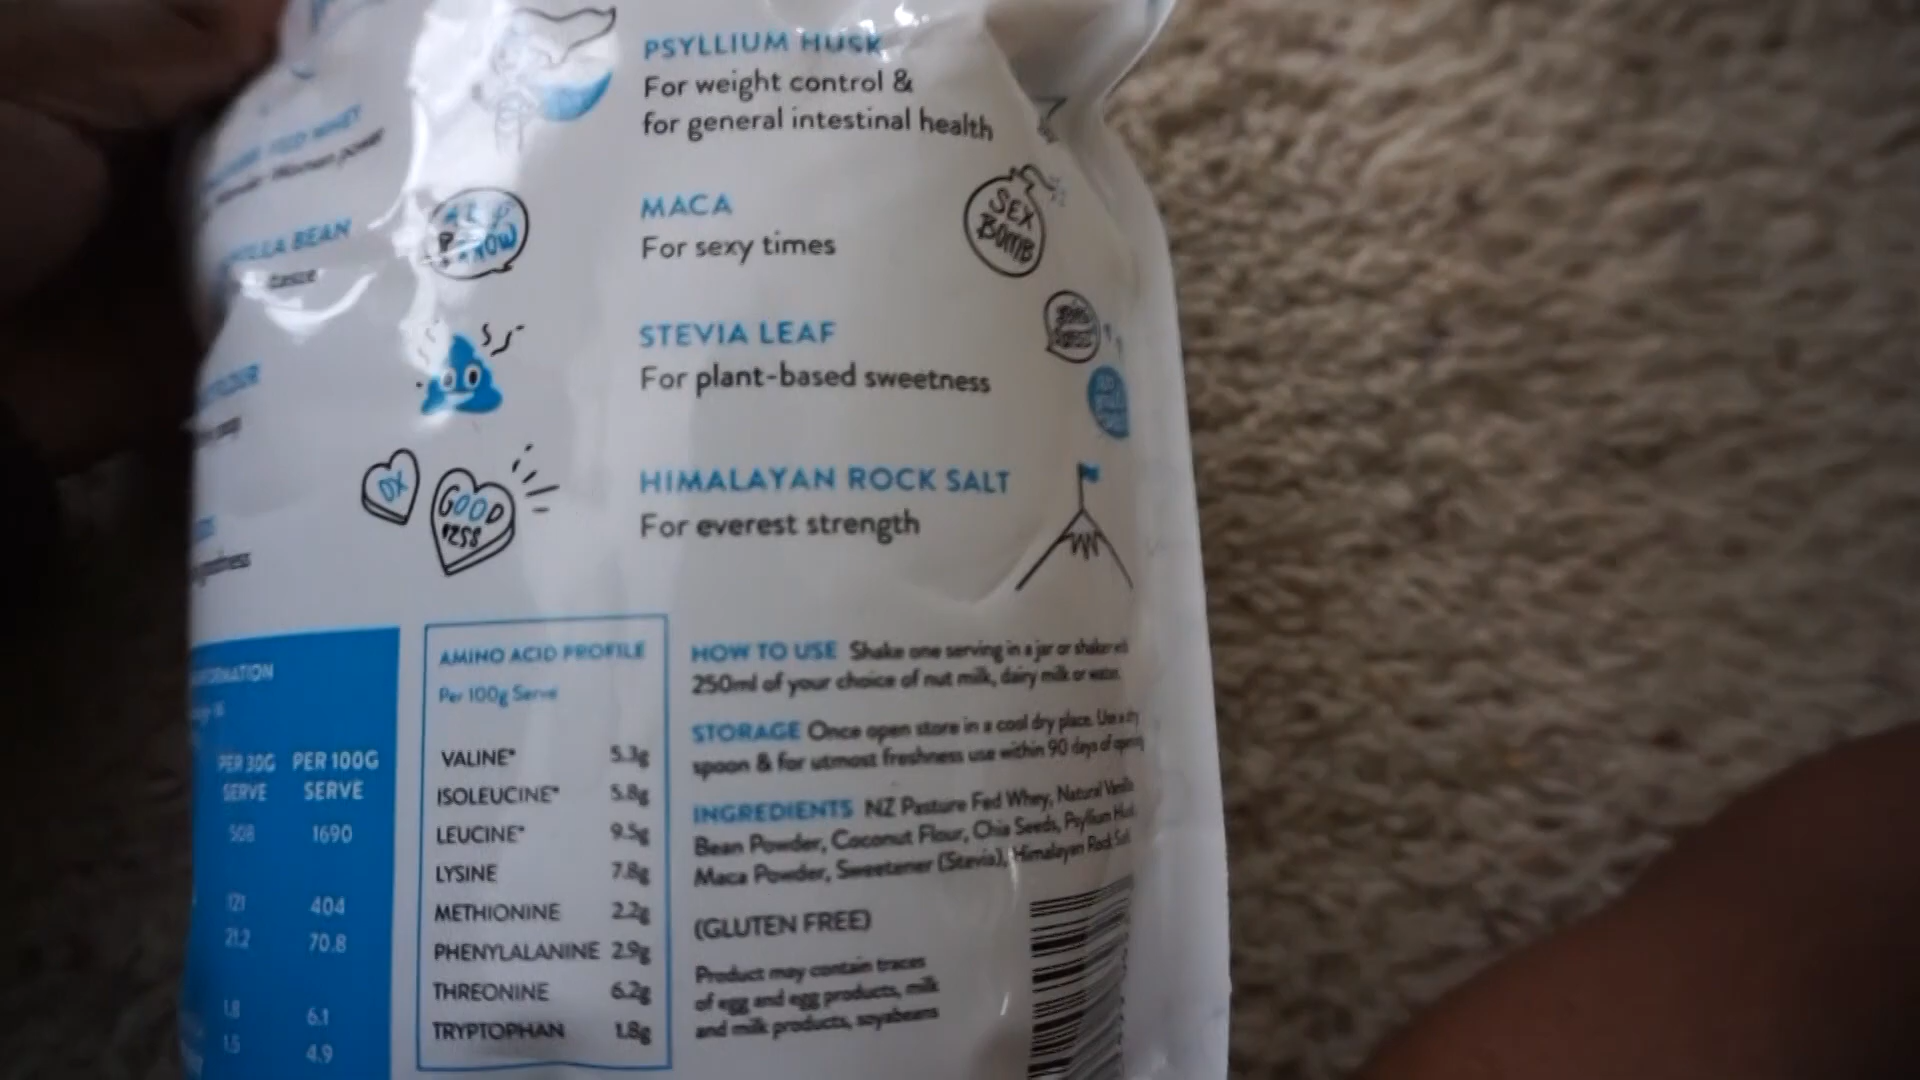 PSYLLIUM HUSK
For weight control &
for general intestinal health
MACA
For sexy times
SEX
BOMB
STEVIA LEAF
For plant-based sweetness
HIMALAYAN ROCK SALT
For everest strength
BEAN
GOOD
PER 30G
SERVE
PER 100G
SERVE
508 1690
121 404
21.2 70.8
1.8 6.1
1.5 4.9
AMINO ACID PROFILE
Per 100g Serve
VALINE* 5.3g
ISOLEUCINE* 5.8g
LEUCINE* 9.5g
LYSINE 7.8g
METHIONINE 2.2g
PHENYLALANINE 2.9g
THREONINE 6.2g
TRYPTOPHAN 1.8g
HOW TO USE Shake one serving in a jar or shaker
250ml of your choice of nut milk, dairy milk or water.
STORAGE Once open store in a cool dry place. Use a dry
spoon & for utmost freshness use within 90 days of
INGREDIENTS NZ Pasture Fed Whey, Natural Vanilla
Bean Powder, Coconut Flour, Chia Seeds, Psyllium
Maca Powder, Sweetener (Stevia), Himalayan Rock
(GLUTEN FREE)
Product may contain traces
of egg and egg products, milk
and milk products, soyabeans